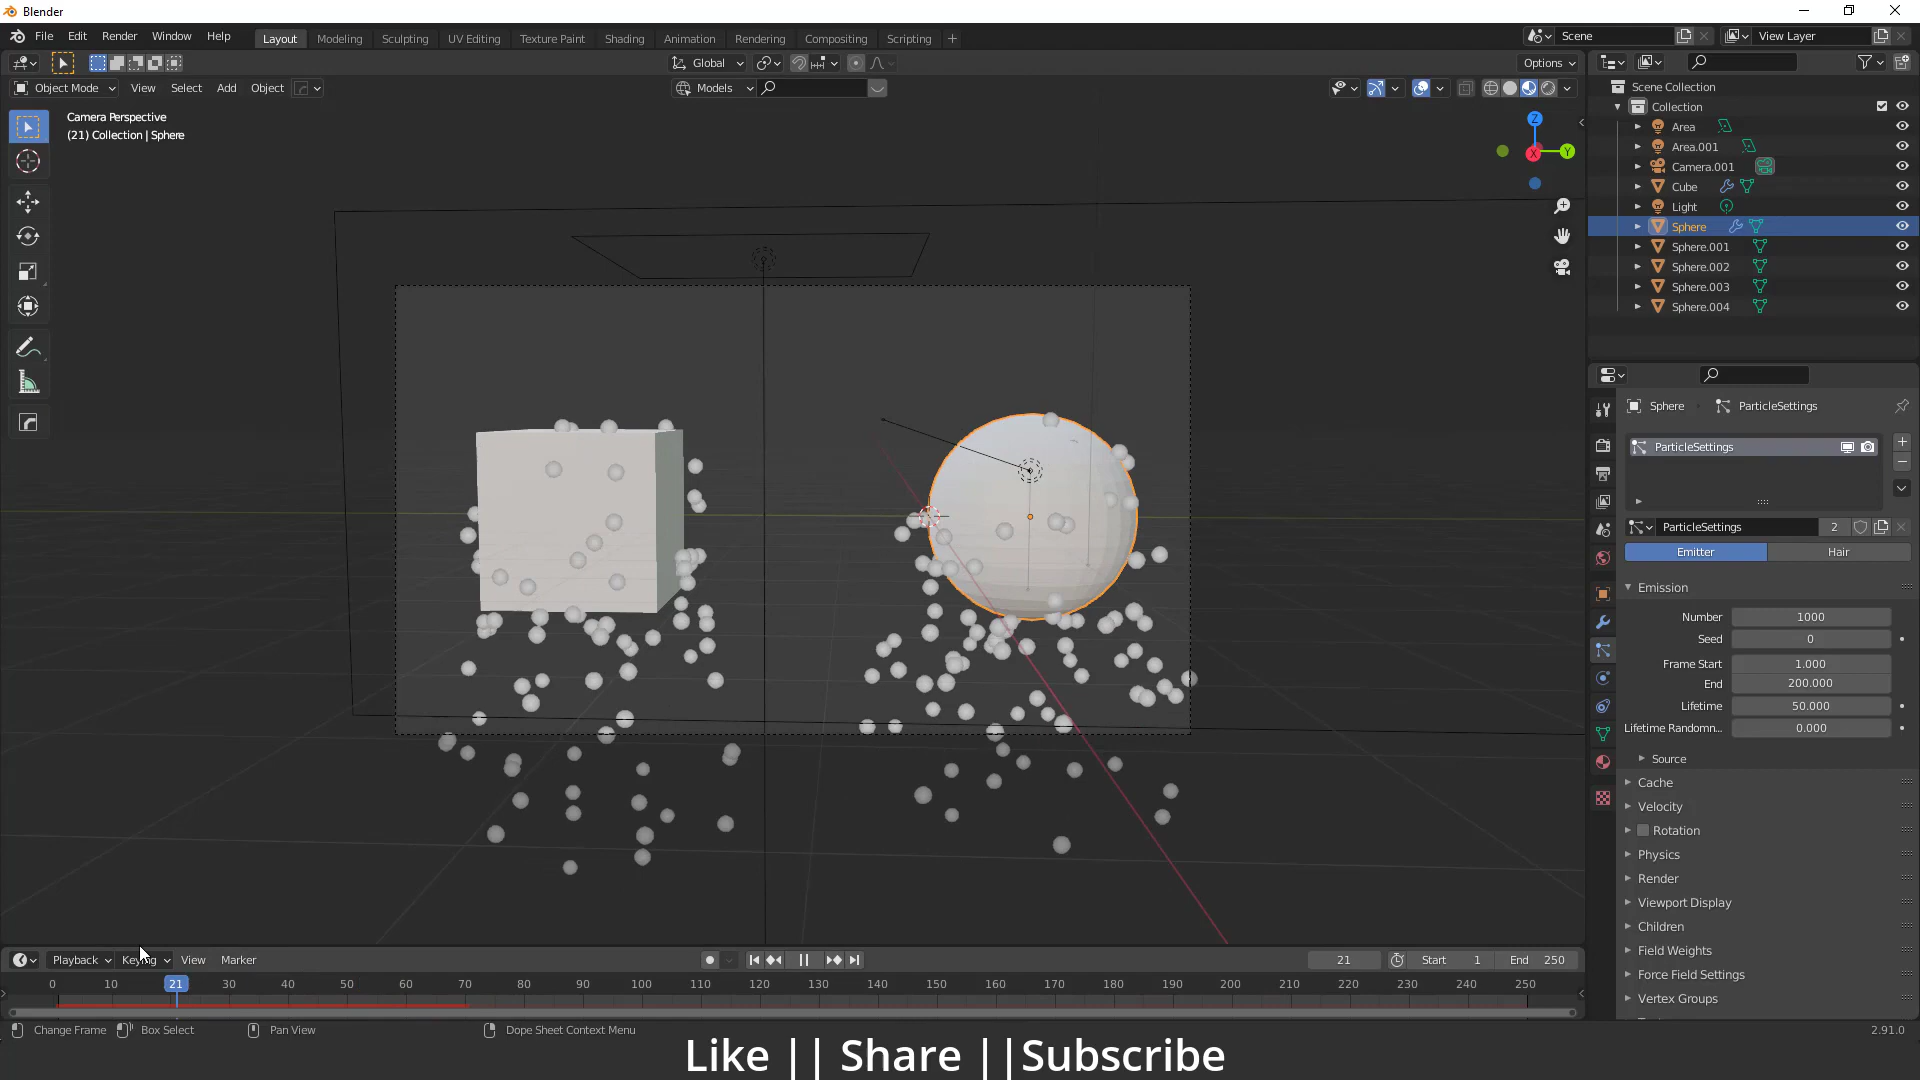 Blender
File Edit Render Window Help
Layout Modeling Sculpting UV Editing Texture Paint Shading Animation Rendering Compositing Scripting +
Scene
View Layer
Global
Options
Object Mode View Select Add Object
Models
Camera Perspective
(21) Collection | Sphere
Z
X
Y
Scene Collection
Collection
Area
Area.001
Camera.001
Cube
Light
Sphere
Sphere.001
Sphere.002
Sphere.003
Sphere.004
Sphere ParticleSettings
ParticleSettings
ParticleSettings 2
Emitter Hair
Emission
Number 1000
Seed 0
Frame Start 1.000
End 200.000
Lifetime 50.000
Lifetime Randomn... 0.000
Source
Cache
Velocity
Rotation
Physics
Render
Viewport Display
Children
Field Weights
Force Field Settings
Vertex Groups
Playback Keying View Marker
21 Start 1 End 250
0 10 21 30 40 50 60 70 80 90 100 110 120 130 140 150 160 170 180 190 200 210 220 230 240 250
Change Frame Box Select Pan View Dope Sheet Context Menu
2.91.0
Like || Share ||Subscribe